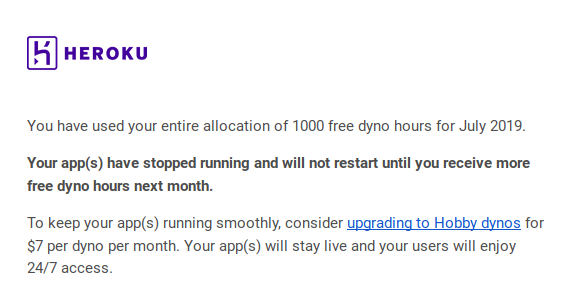 HEROKU
You have used your entire allocation of 1000 free dyno hours for July 2019.
Your app(s) have stopped running and will not restart until you receive more
free dyno hours next month.
To keep your app(s) running smoothly, consider upgrading to Hobby dynos for
$7 per dyno per month. Your app(s) will stay live and your users will enjoy
24/7 access.